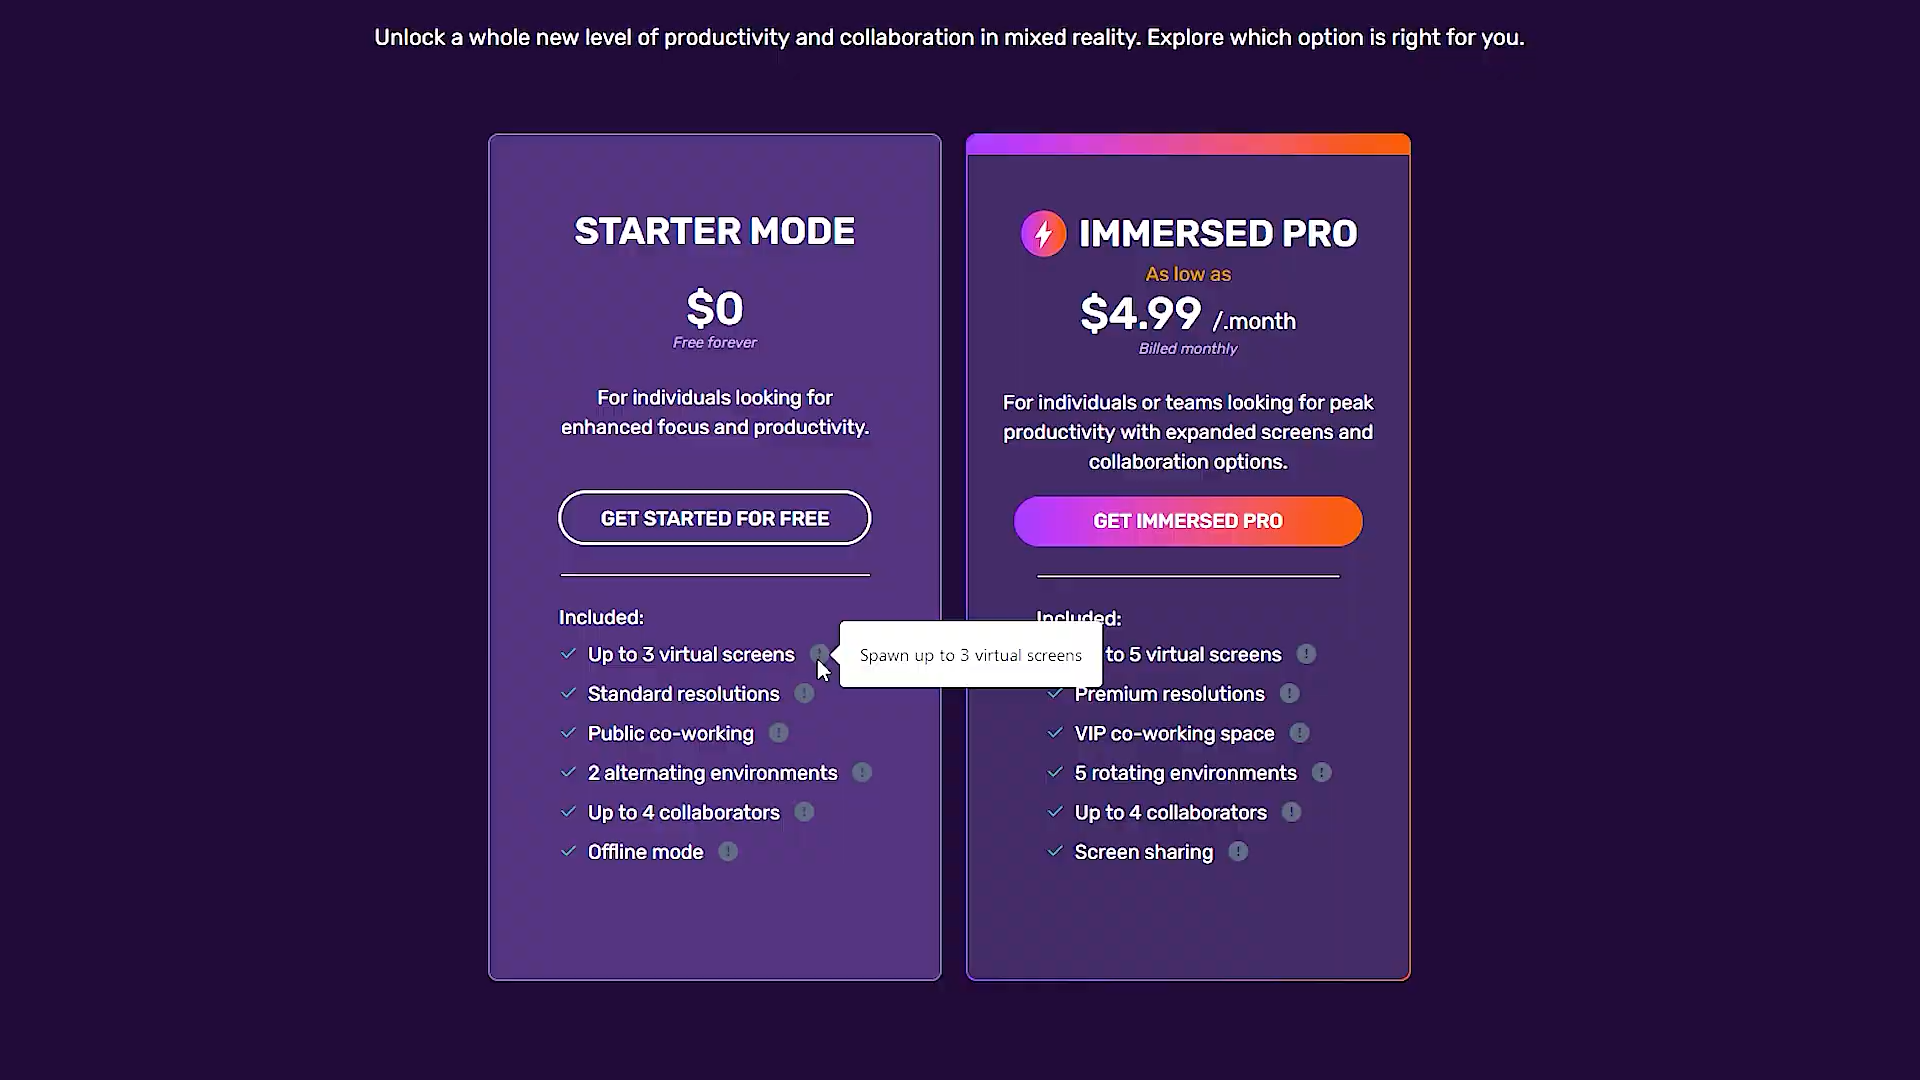 Unlock a whole new level of productivity and collaboration in mixed reality. Explore which option is right for you.
STARTER MODE
$0
Free forever
For individuals looking for
enhanced focus and productivity.
GET STARTED FOR FREE
Included:
Up to 3 virtual screens
Standard resolutions
Public co-working
2 alternating environments
Up to 4 collaborators
Offline mode
Spawn up to 3 virtual screens
IMMERSED PRO
As low as
$4.99 /.month
Billed monthly
For individuals or teams looking for peak
productivity with expanded screens and
collaboration options.
GET IMMERSED PRO
Included:
to 5 virtual screens
Premium resolutions
VIP co-working space
5 rotating environments
Up to 4 collaborators
Screen sharing